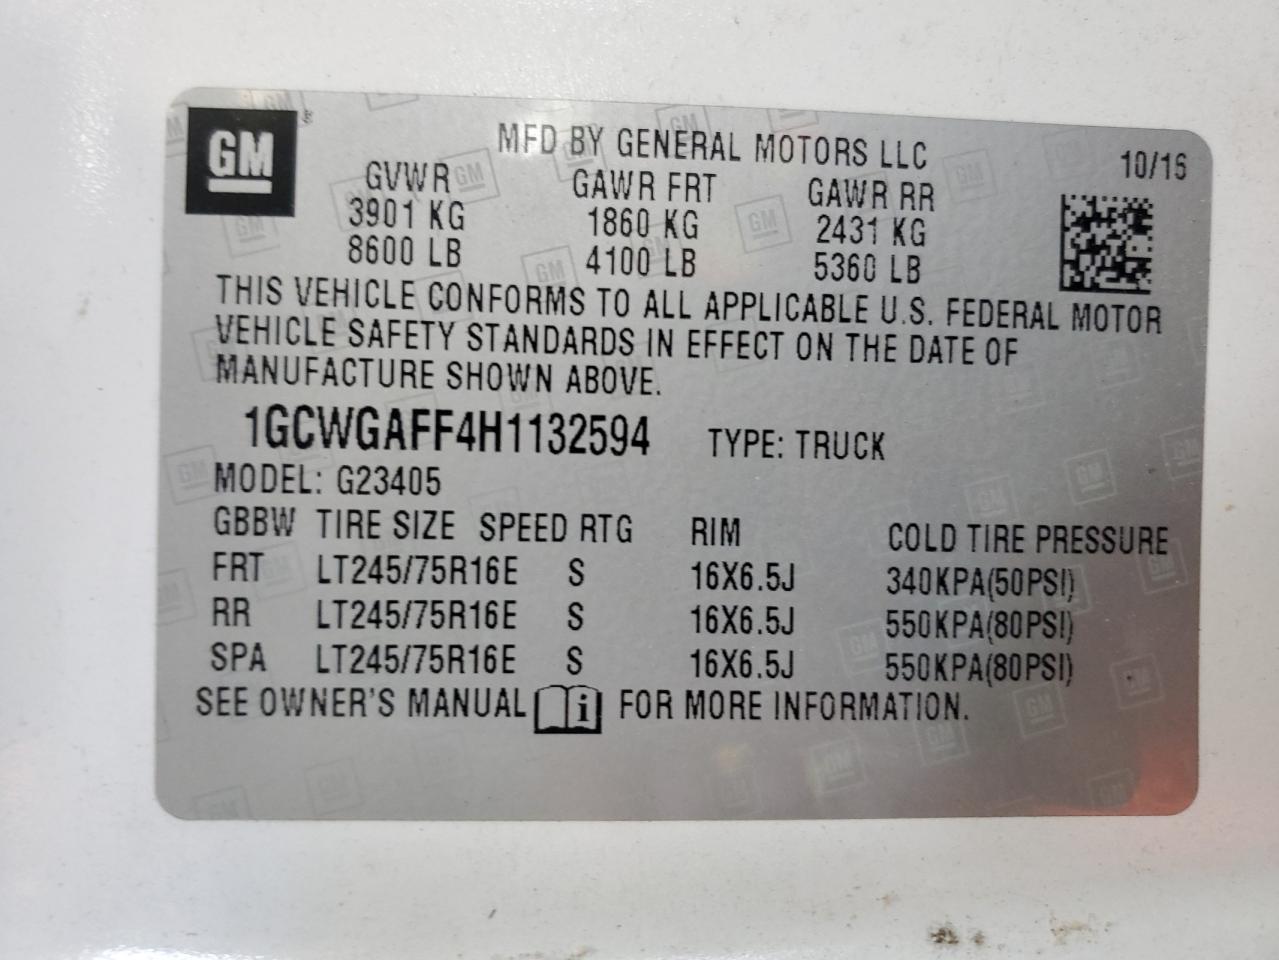 GM
MFD BY GENERAL MOTORS LLC
10/16
GVWR GAWR FRT GAWR RR
3901 KG 1860 KG 2431 KG
8600 LB 4100 LB 5360 LB
THIS VEHICLE CONFORMS TO ALL APPLICABLE U.S. FEDERAL MOTOR
VEHICLE SAFETY STANDARDS IN EFFECT ON THE DATE OF
MANUFACTURE SHOWN ABOVE.
1GCWGAFF4H1132594 TYPE: TRUCK
MODEL: G23405
GBBW TIRE SIZE SPEED RTG RIM COLD TIRE PRESSURE
FRT LT245/75R16E S 16X6.5J 340KPA(50PSI)
RR LT245/75R16E S 16X6.5J 550KPA(80PSI)
SPA LT245/75R16E S 16X6.5J 550KPA(80PSI)
SEE OWNER'S MANUAL i FOR MORE INFORMATION.